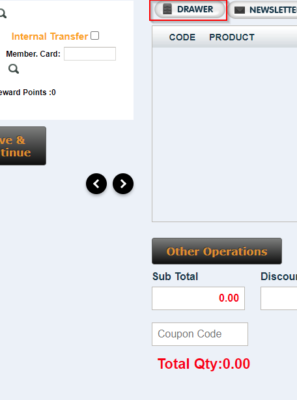 DRAWER NEWSLETTE
Internal Transfer
CODE PRODUCT
Member. Card:
eward Points :0
ve &
tinue
Other Operations
Sub Total Discour
0.00
Coupon Code
Total Qty:0.00